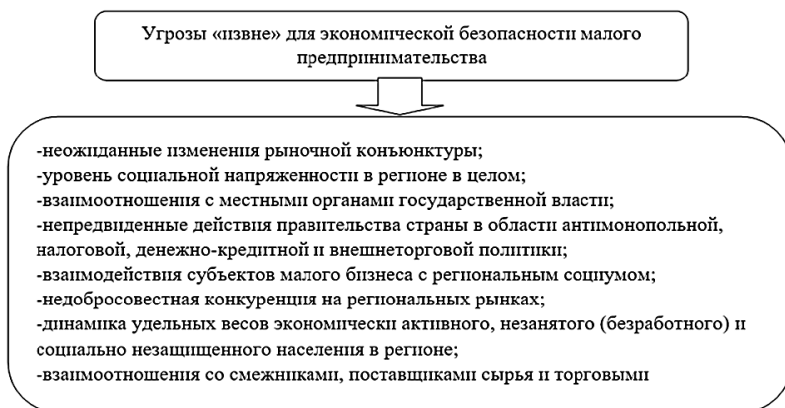 Угрозы «извне» для экономической безопасности малого
предпринимательства
-неожиданные изменения рыночной конъюнктуры;
-уровень социальной напряженности в регионе в целом;
-взаимоотношения с местными органами государственной власти;
-непредвиденные действия правительства страны в области антимонопольной,
налоговой, денежно-кредитной и внешнеторговой политики;
-взаимодействия субъектов малого бизнеса с региональным социумом;
-недобросовестная конкуренция на региональных рынках;
-динамика удельных весов экономически активного, незанятого (безработного) и
социально незащищенного населения в регионе;
-взаимоотношения со смежниками, поставщиками сырья и торговыми